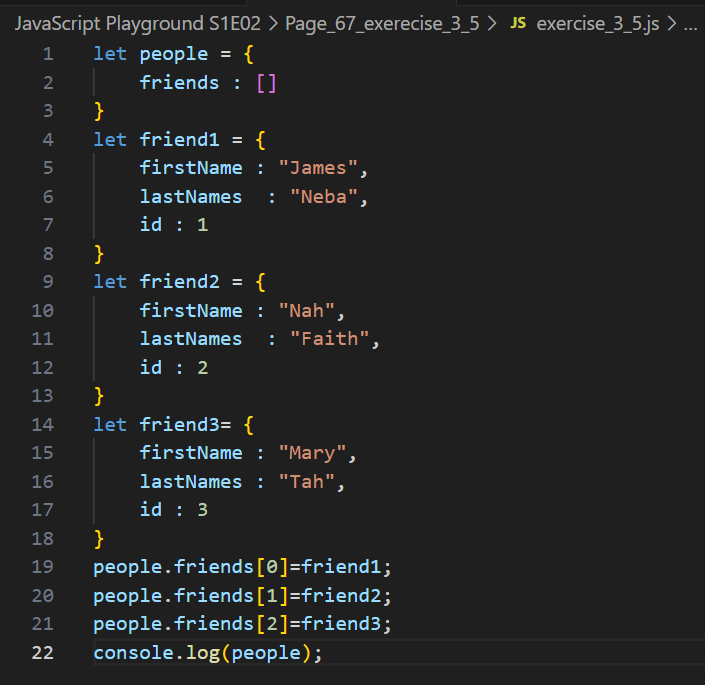 JavaScript Playground S1E02 > Page_67_exerecise_3_5 > JS exercise_3_5.js > ...
1 let people = {
2     friends : []
3 }
4 let friend1 = {
5     firstName : "James",
6     lastNames  : "Neba",
7     id : 1
8 }
9 let friend2 = {
10     firstName : "Nah",
11     lastNames  : "Faith",
12     id : 2
13 }
14 let friend3= {
15     firstName : "Mary",
16     lastNames : "Tah",
17     id : 3
18 }
19 people.friends[0]=friend1;
20 people.friends[1]=friend2;
21 people.friends[2]=friend3;
22 console.log(people);